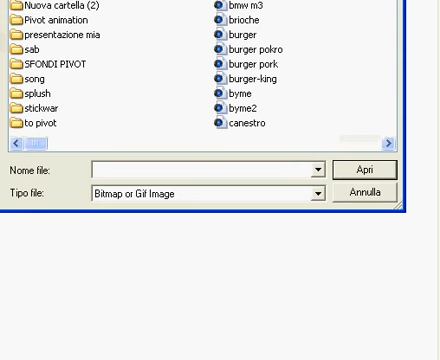 Nuova cartella (2)
Pivot animation
presentazione mia
sab
SFONDI PIVOT
song
splush
stickwar
to pivot
bmw m3
brioche
burger
burger pokro
burger pork
burger-king
byme
byme2
canestro
Nome file:
Apri
Tipo file:
Bitmap or Gif Image
Annulla